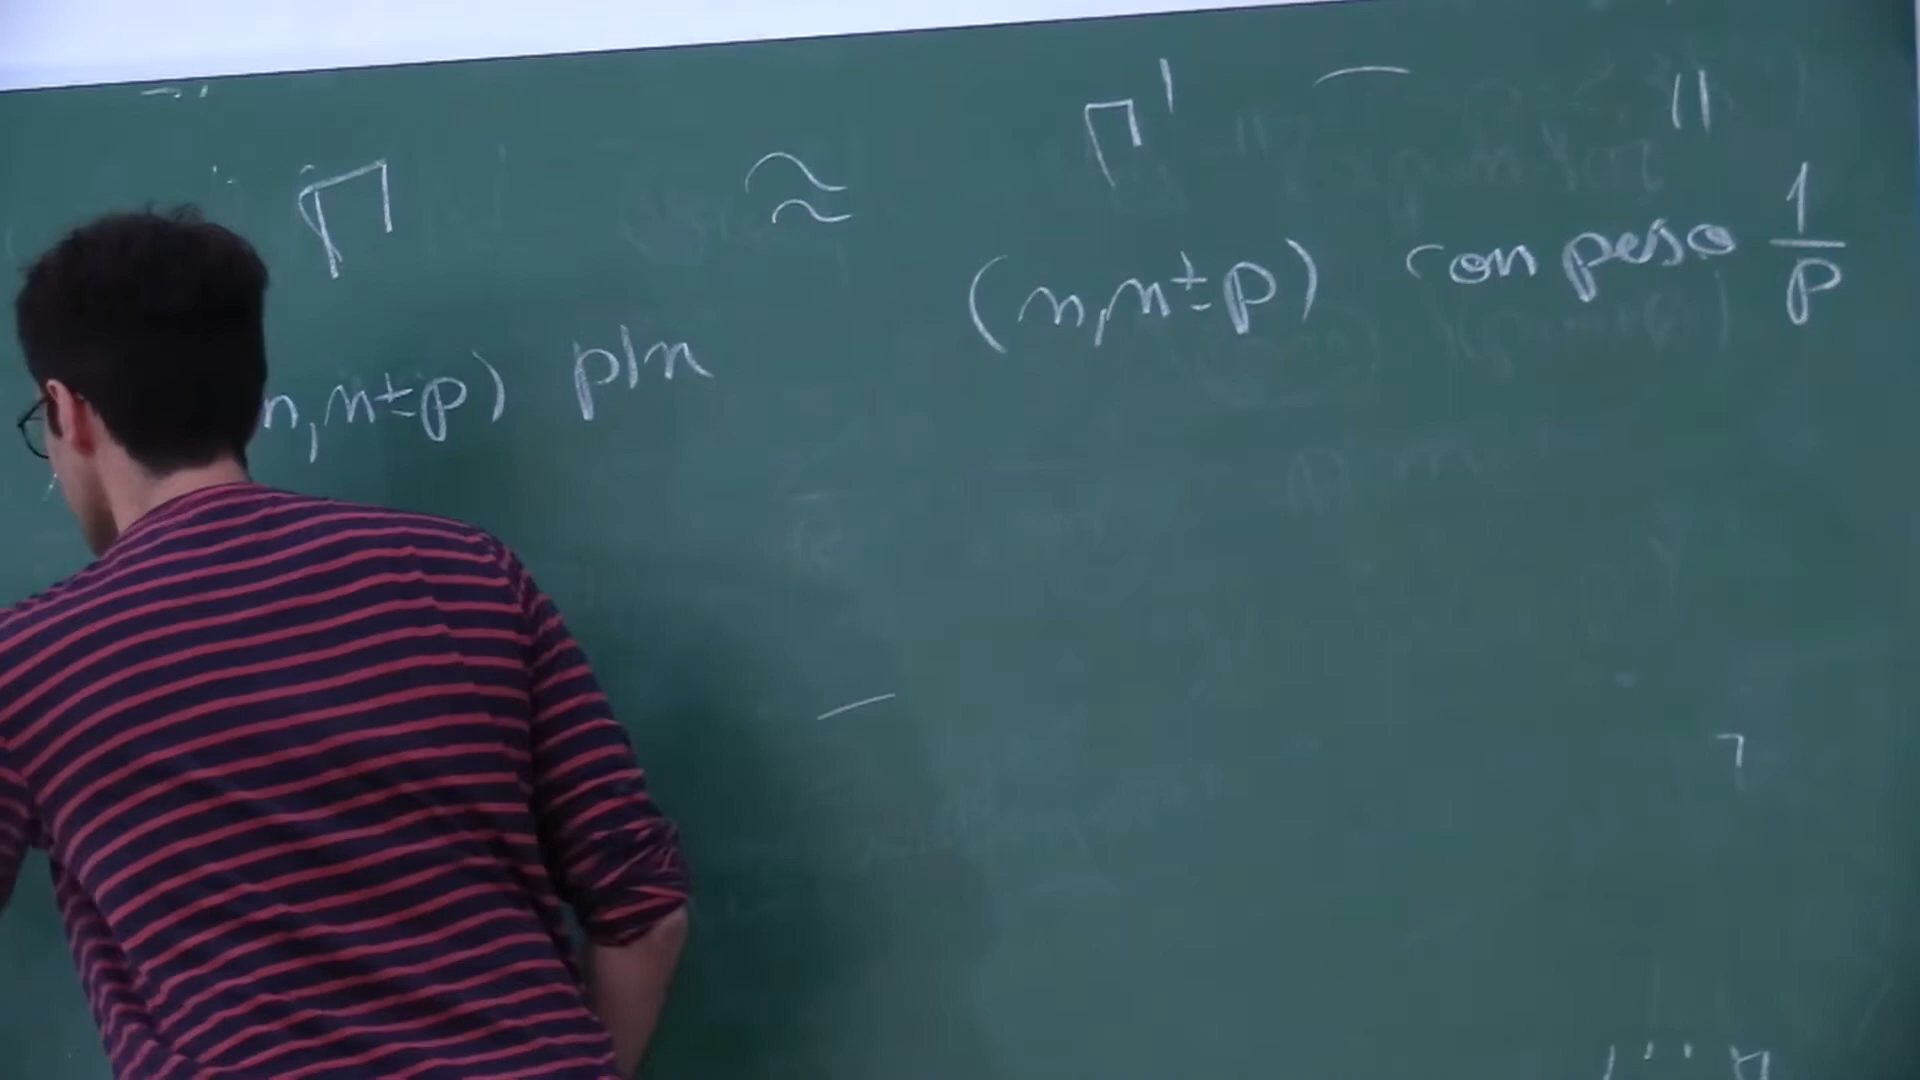 Γ ≈ Γ'
n, n±p) p|n
(n, n±p) con peso 1/p